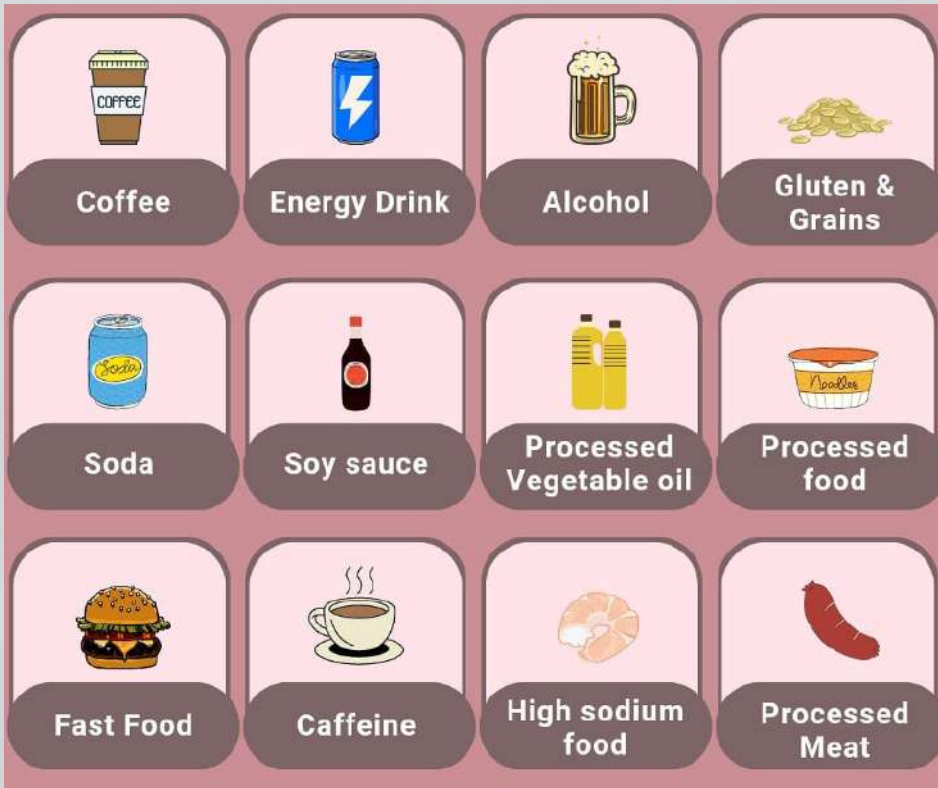 COFFEE
Coffee
Energy Drink
Alcohol
Gluten &
Grains
Soda
Soda
Soy sauce
Processed
Vegetable oil
Noodles
Processed
food
Fast Food
Caffeine
High sodium
food
Processed
Meat